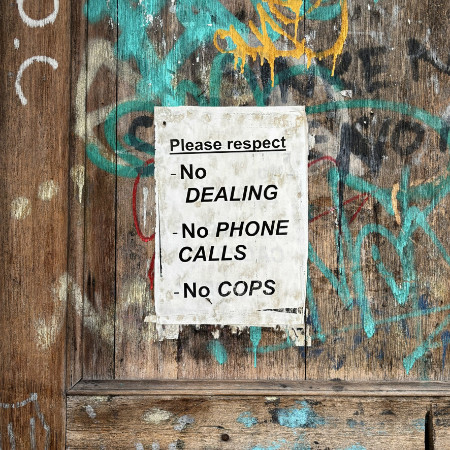 O.C
Please respect
- No
DEALING
- No PHONE
CALLS
- No COPS